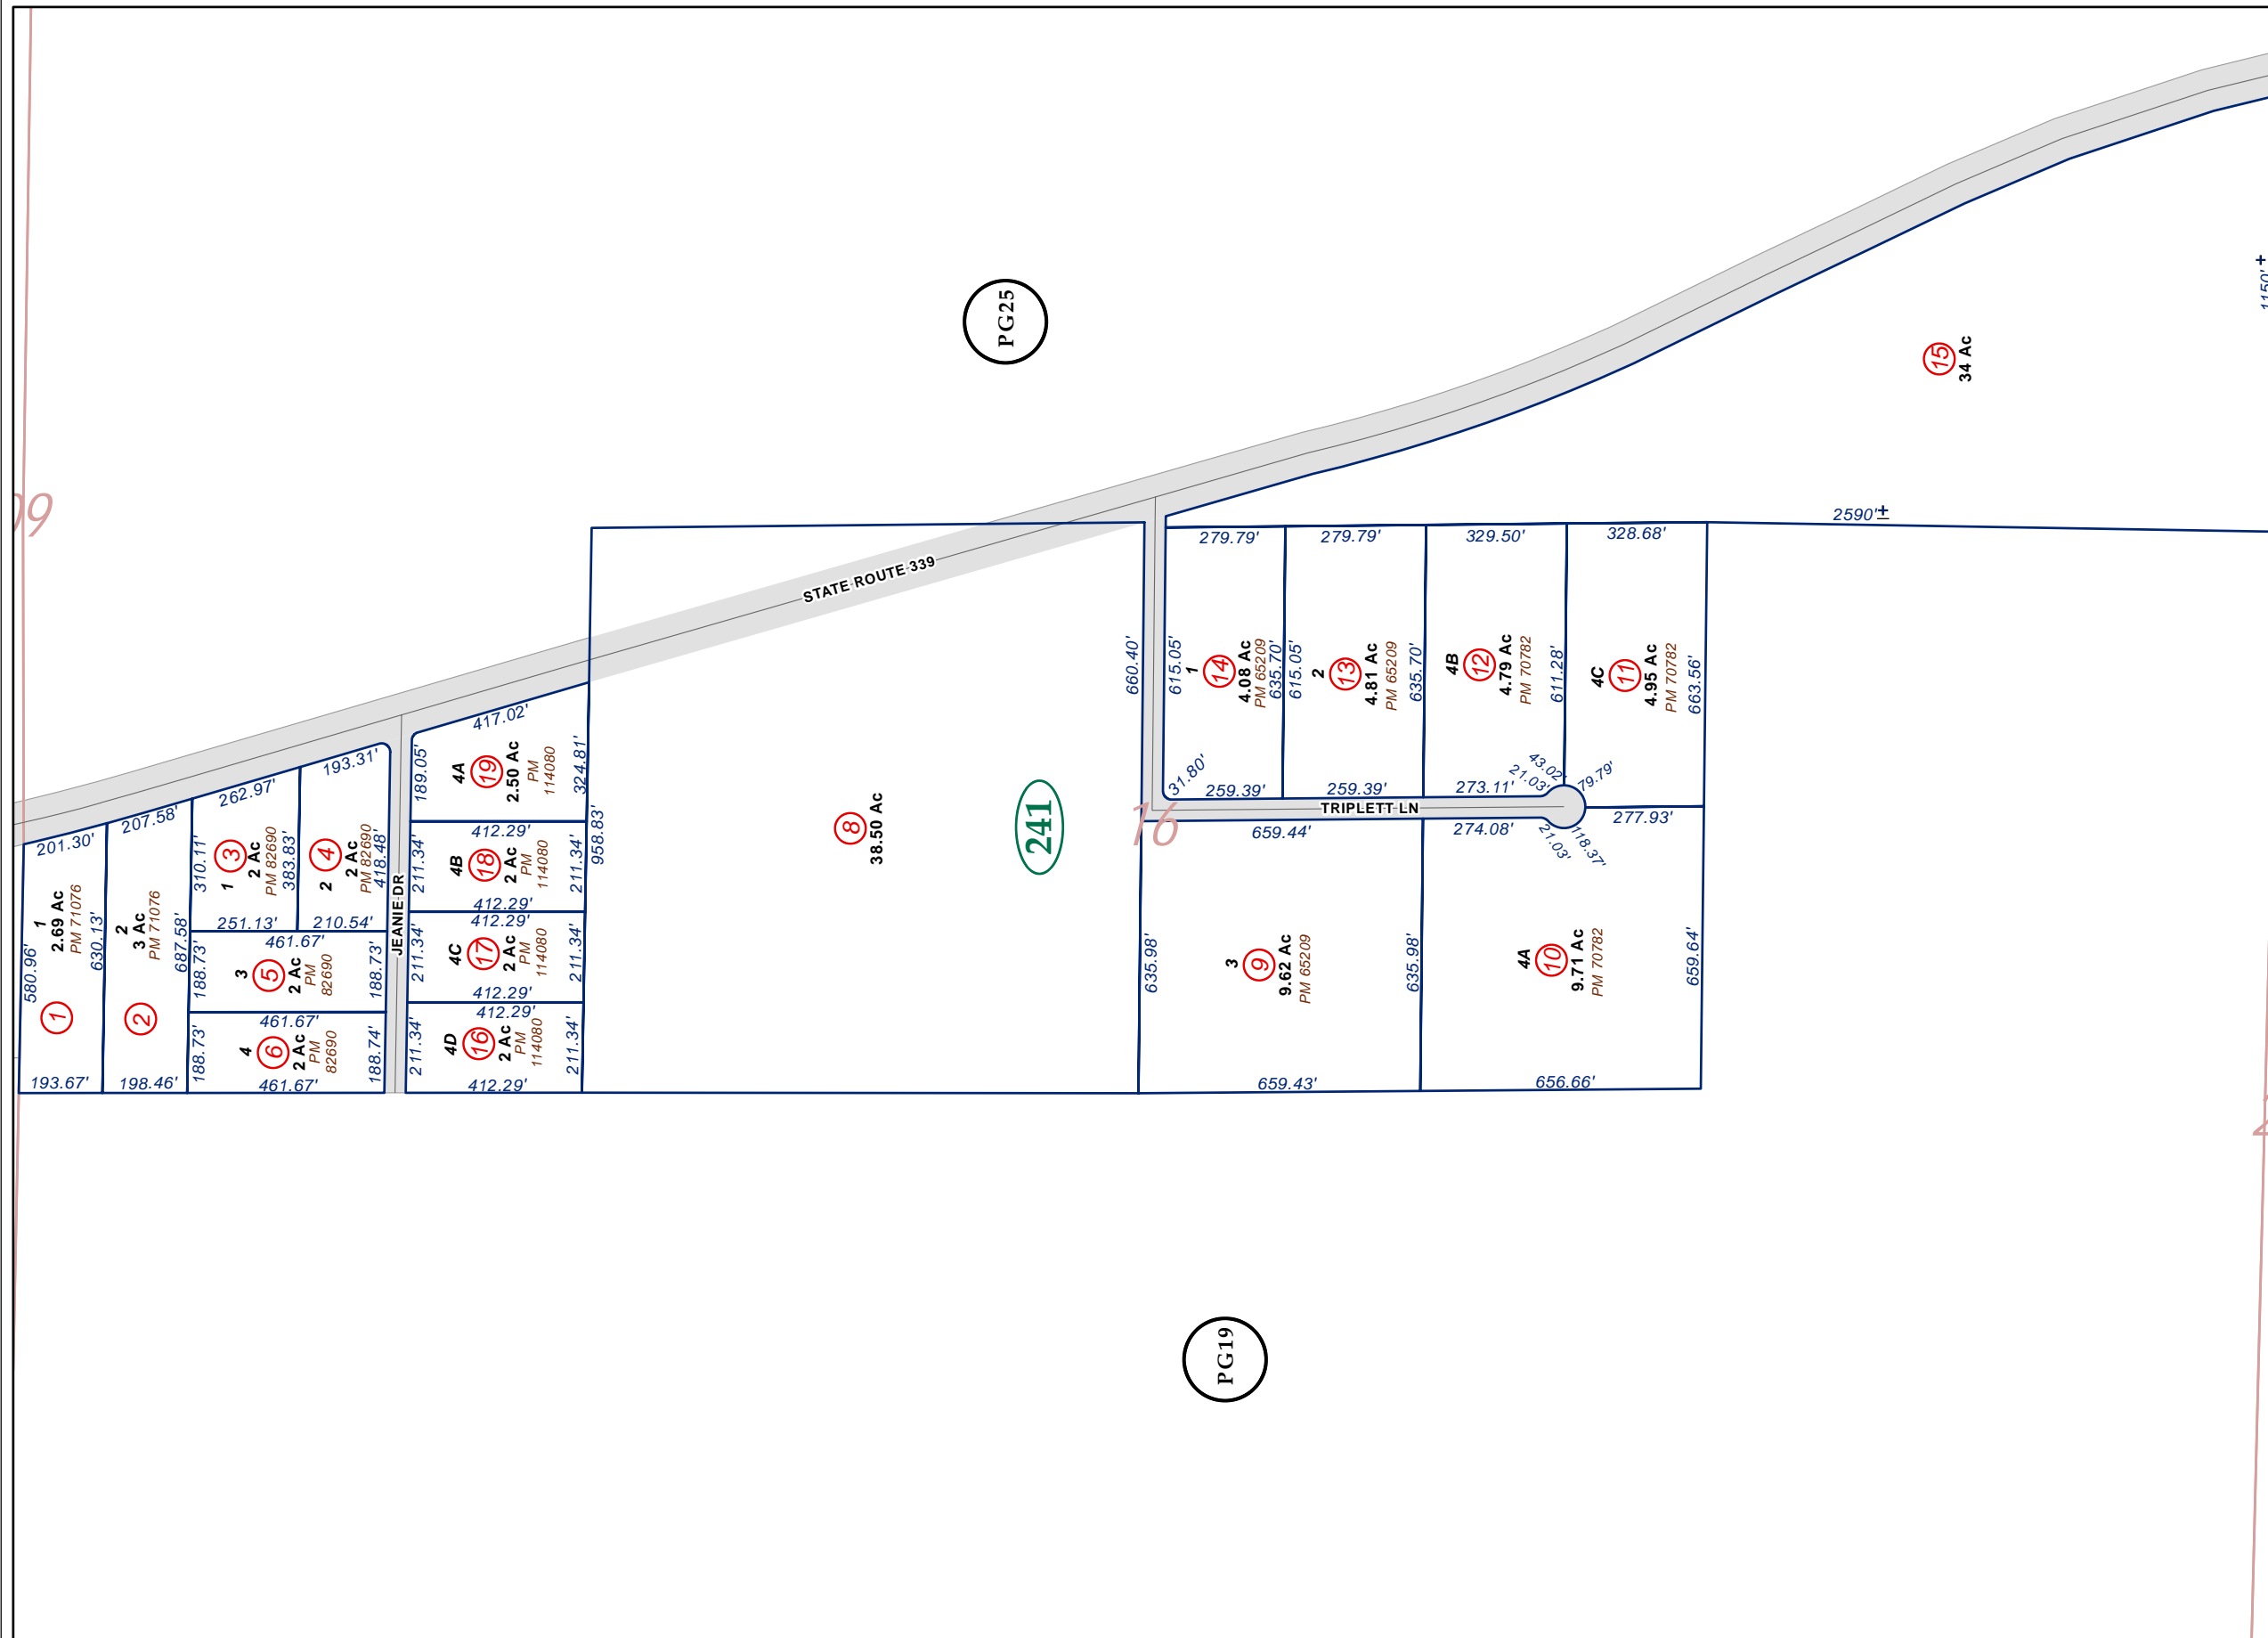 09
PG25
15
34 Ac
1150' +
2590'±
STATE ROUTE 339
279.79'
279.79'
329.50'
328.68'
660.40'
615.05'
1
14
4.08 Ac
PM 65209
635.70'
615.05'
2
13
4.81 Ac
PM 65209
635.70'
4B
12
4.79 Ac
PM 70782
611.28'
4C
11
4.95 Ac
PM 70782
663.56'
31.80'
259.39'
259.39'
273.11'
21.03'
43.02'
79.79'
TRIPLETT LN
16
659.44'
274.08'
21.03'
118.37'
277.93'
635.98'
3
9
9.62 Ac
PM 65209
635.98'
4A
10
9.71 Ac
PM 70782
659.64'
659.43'
656.66'
241
8
38.50 Ac
958.83'
417.02'
189.05'
4A
19
2.50 Ac
PM
114080
324.81'
412.29'
211.34'
4B
18
2 Ac
PM
114080
211.34'
412.29'
412.29'
211.34'
4C
17
2 Ac
PM
114080
211.34'
412.29'
412.29'
211.34'
4D
16
2 Ac
PM
114080
211.34'
412.29'
JEANIE DR
201.30'
207.58'
262.97'
193.31'
580.96'
1
2.69 Ac
PM 71076
1
630.13'
193.67'
2
3 Ac
PM 71076
2
687.58'
198.46'
310.11'
1
3
2 Ac
PM 82690
383.83'
251.13'
2
4
2 Ac
PM 82690
418.48'
210.54'
461.67'
188.73'
3
5
2 Ac
PM
82690
188.73'
461.67'
188.73'
4
6
2 Ac
PM
82690
188.74'
461.67'
PG19